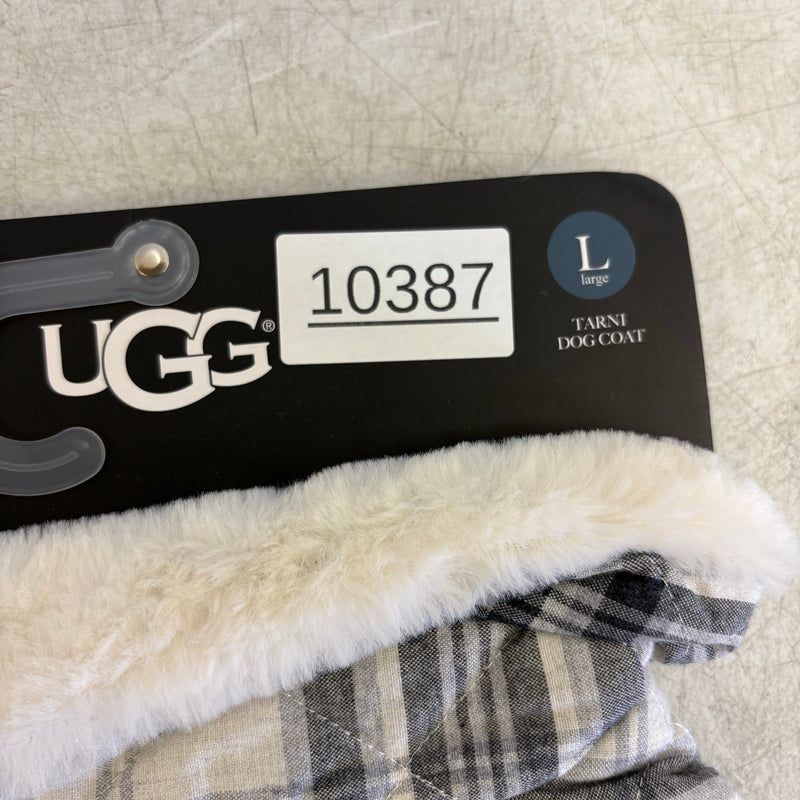 UGG®
10387
L
large
TARNI
DOG COAT